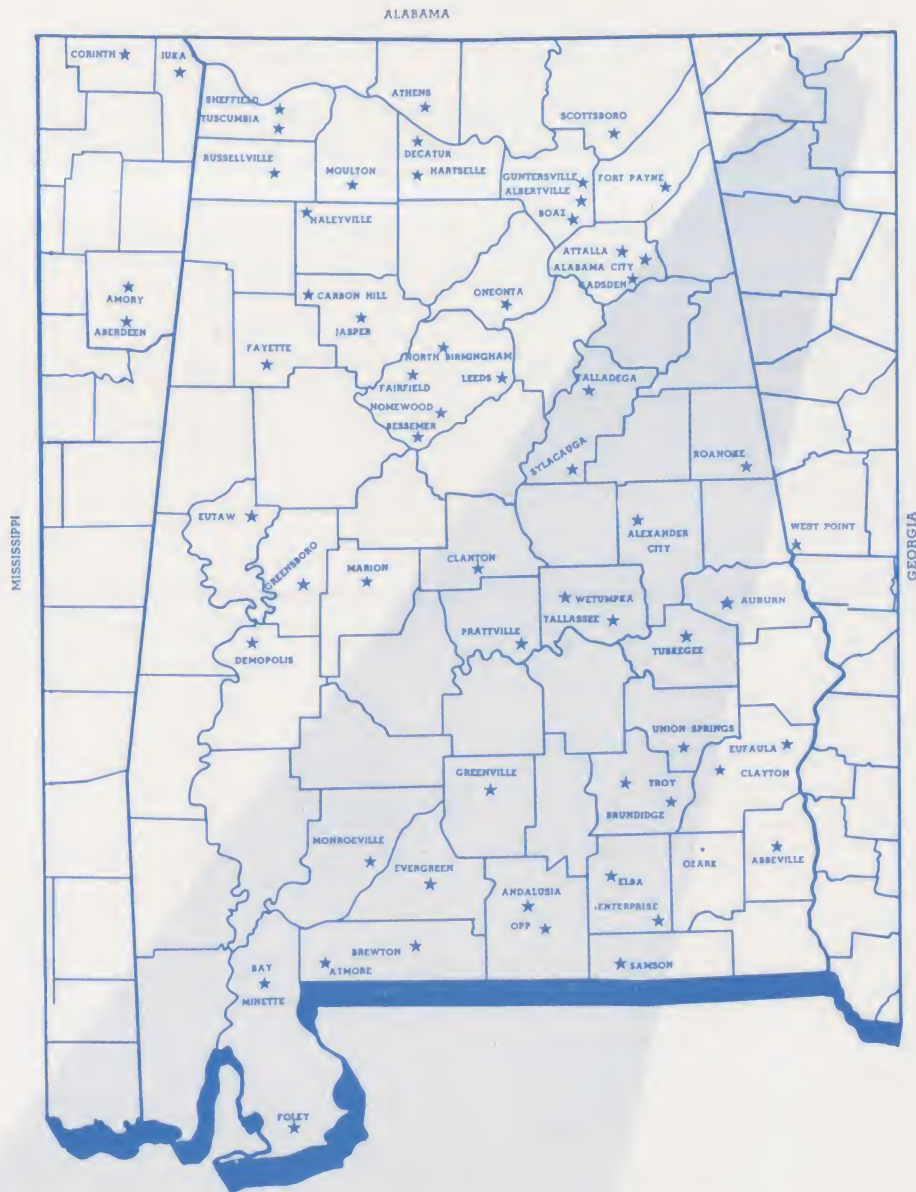 ALABAMA
CORINTH
IUKA
SHEFFIELD
TUSCUMBIA
ATHENS
SCOTTSBORO
DECATUR
HARTSELLE
RUSSELLVILLE
MOULTON
GUNTERSVILLE
ALBERTVILLE
FORT PAYNE
BOAZ
HALEYVILLE
ATTALLA
ALABAMA CITY
GADSDEN
AMORY
ABERDEEN
CARBON HILL
ONEONTA
JASPER
FAYETTE
NORTH BIRMINGHAM
FAIRFIELD
LEEDS
HOMEWOOD
BESSEMER
TALLADEGA
SYLACAUGA
ROANOKE
MISSISSIPPI
GEORGIA
EUTAW
GREENSBORO
MARION
CLANTON
ALEXANDER
CITY
WEST POINT
WETUMPKA
TALLASSEE
AUBURN
PRATTVILLE
TUSKEGEE
DEMOPOLIS
UNION SPRINGS
EUFAULA
CLAYTON
GREENVILLE
TROY
BRUNDIDGE
MONROEVILLE
EVERGREEN
OZARK
ABBEVILLE
ANDALUSIA
OPP
ELBA
ENTERPRISE
BREWTON
ATMORE
SAMSON
BAY
MINETTE
FOLEY